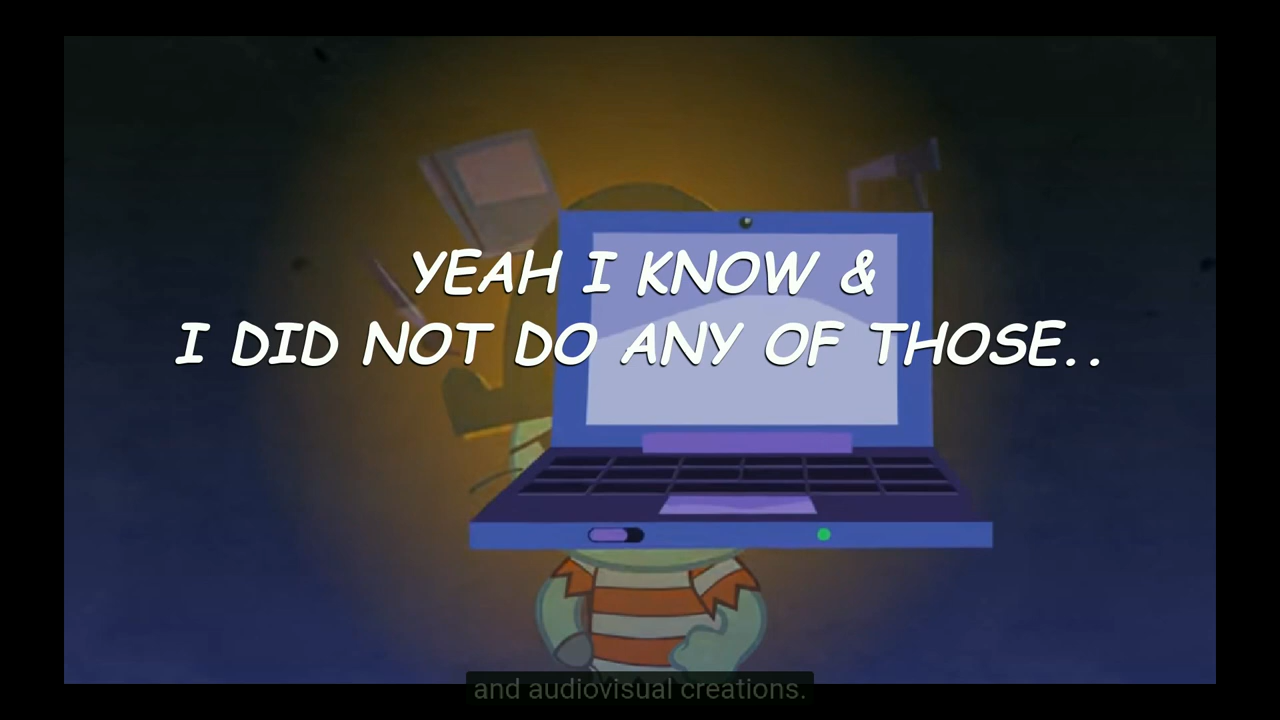 YEAH I KNOW &
I DID NOT DO ANY OF THOSE..
and audiovisual creations.